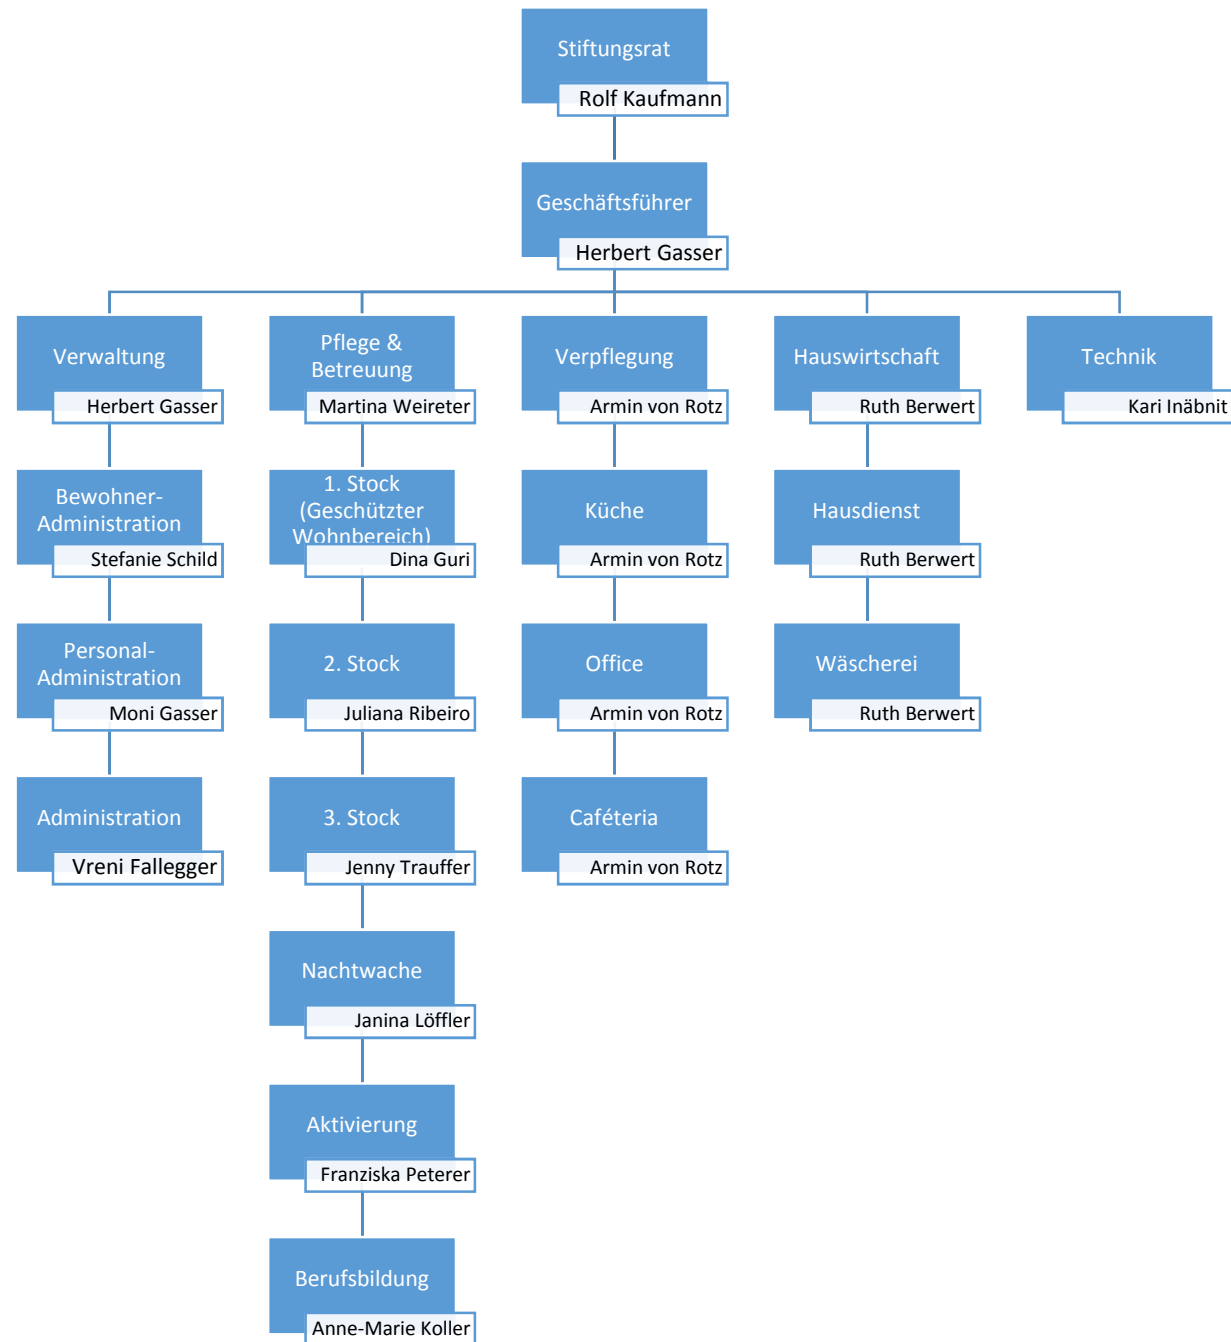 Stiftungsrat
Rolf Kaufmann
Geschäftsführer
Herbert Gasser
Verwaltung
Herbert Gasser
Pflege &
Betreuung
Martina Weireter
Verpflegung
Armin von Rotz
Hauswirtschaft
Ruth Berwert
Technik
Kari Inäbnit
Bewohner-
Administration
Stefanie Schild
1. Stock
(Geschützter
Wohnbereich)
Dina Guri
Küche
Armin von Rotz
Hausdienst
Ruth Berwert
Personal-
Administration
Moni Gasser
2. Stock
Juliana Ribeiro
Office
Armin von Rotz
Wäscherei
Ruth Berwert
Administration
Vreni Fallegger
3. Stock
Jenny Trauffer
Caféteria
Armin von Rotz
Nachtwache
Janina Löffler
Aktivierung
Franziska Peterer
Berufsbildung
Anne-Marie Koller